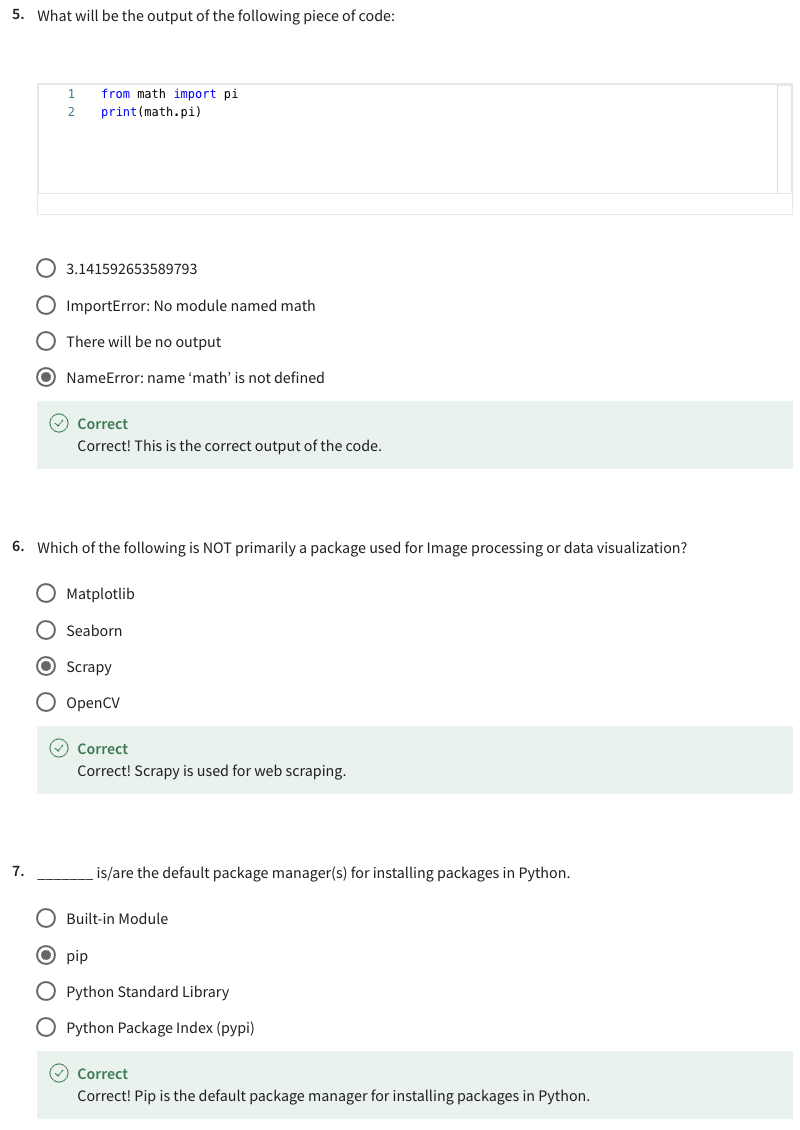 5. What will be the output of the following piece of code:
1 from math import pi
2 print(math.pi)
3.141592653589793
ImportError: No module named math
There will be no output
NameError: name ‘math’ is not defined
Correct
Correct! This is the correct output of the code.
6. Which of the following is NOT primarily a package used for Image processing or data visualization?
Matplotlib
Seaborn
Scrapy
OpenCV
Correct
Correct! Scrapy is used for web scraping.
7. _______ is/are the default package manager(s) for installing packages in Python.
Built-in Module
pip
Python Standard Library
Python Package Index (pypi)
Correct
Correct! Pip is the default package manager for installing packages in Python.